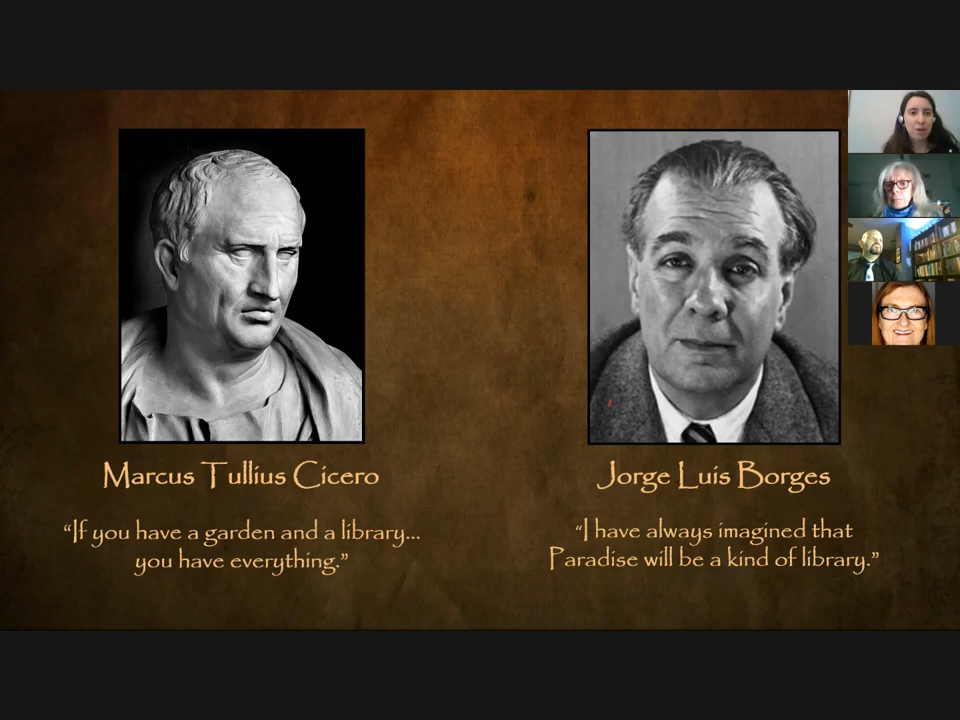 Marcus Tullius Cicero
“If you have a garden and a library...
you have everything.”
Jorge Luis Borges
“I have always imagined that
Paradise will be a kind of library.”